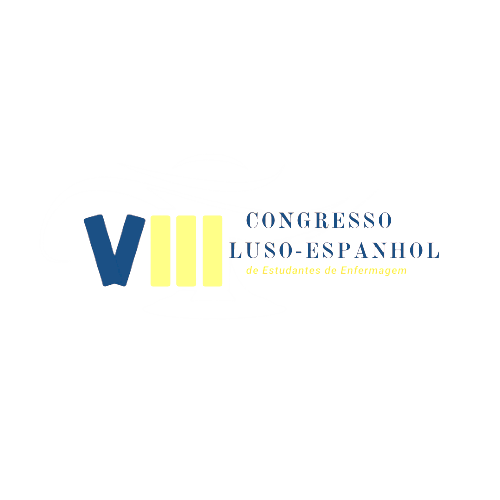 VIII
CONGRESSO
LUSO-ESPANHOL
de Estudantes de Enfermagem